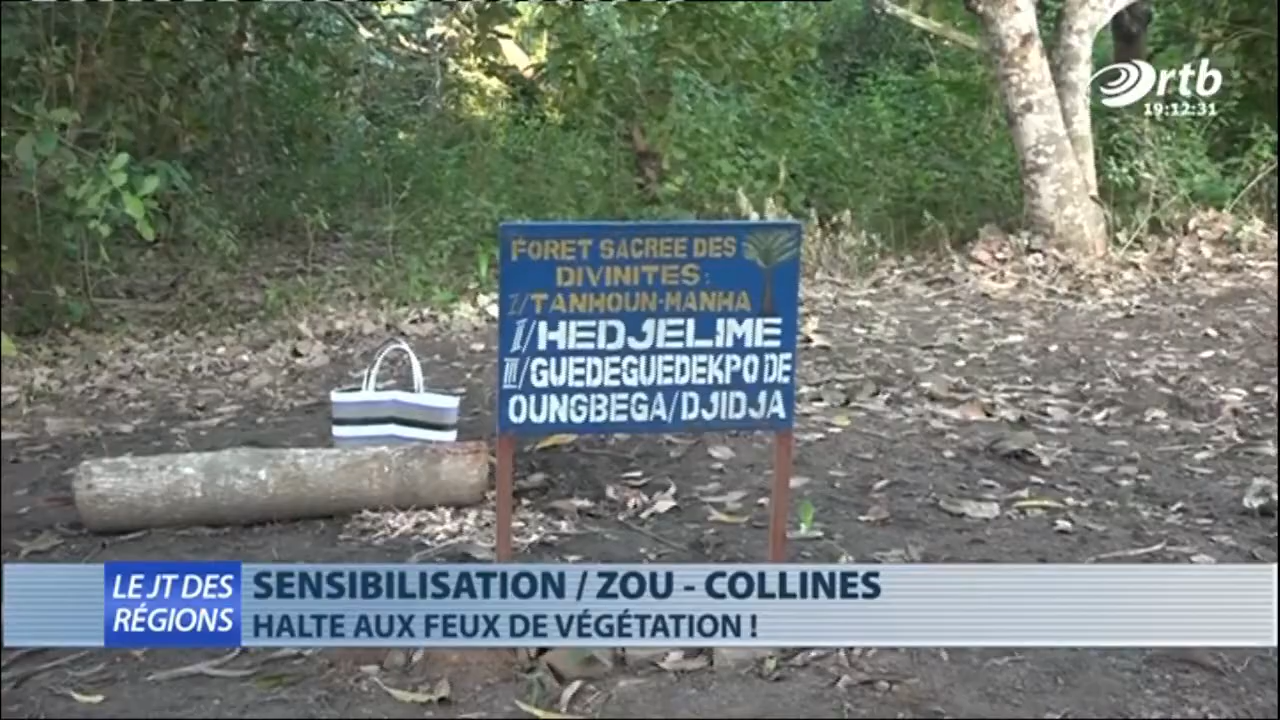 ortb
19:12:31
FORET SACREE DES
DIVINITES:
I/TANHOUN-MANHA
II/HEDJELIME
III/GUEDEGUEDEKPO DE
OUNGBEGA/DJIDJA
LE JT DES
RÉGIONS
SENSIBILISATION / ZOU - COLLINES
HALTE AUX FEUX DE VÉGÉTATION !